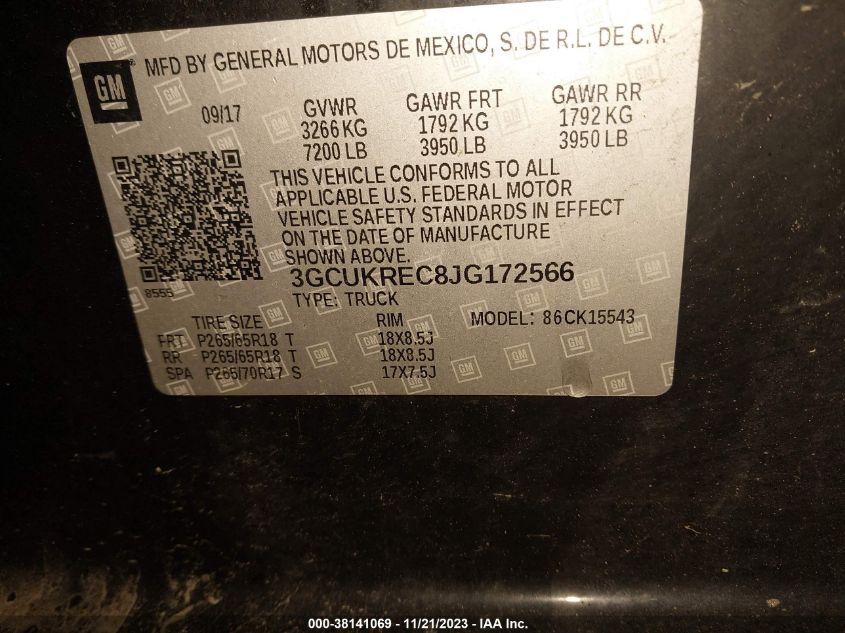 GM
MFD BY GENERAL MOTORS DE MEXICO, S. DE R.L. DE C.V.
09/17 GVWR GAWR FRT GAWR RR
3266 KG 1792 KG 1792 KG
7200 LB 3950 LB 3950 LB
THIS VEHICLE CONFORMS TO ALL
APPLICABLE U.S. FEDERAL MOTOR
VEHICLE SAFETY STANDARDS IN EFFECT
ON THE DATE OF MANUFACTURE
SHOWN ABOVE.
3GCUKREC8JG172566
8555 TYPE: TRUCK
TIRE SIZE RIM MODEL: 86CK15543
FRT P265/65R18 T 18X8.5J
RR P265/65R18 T 18X8.5J
SPA P265/70R17 S 17X7.5J
000-38141069 - 11/21/2023 - IAA Inc.